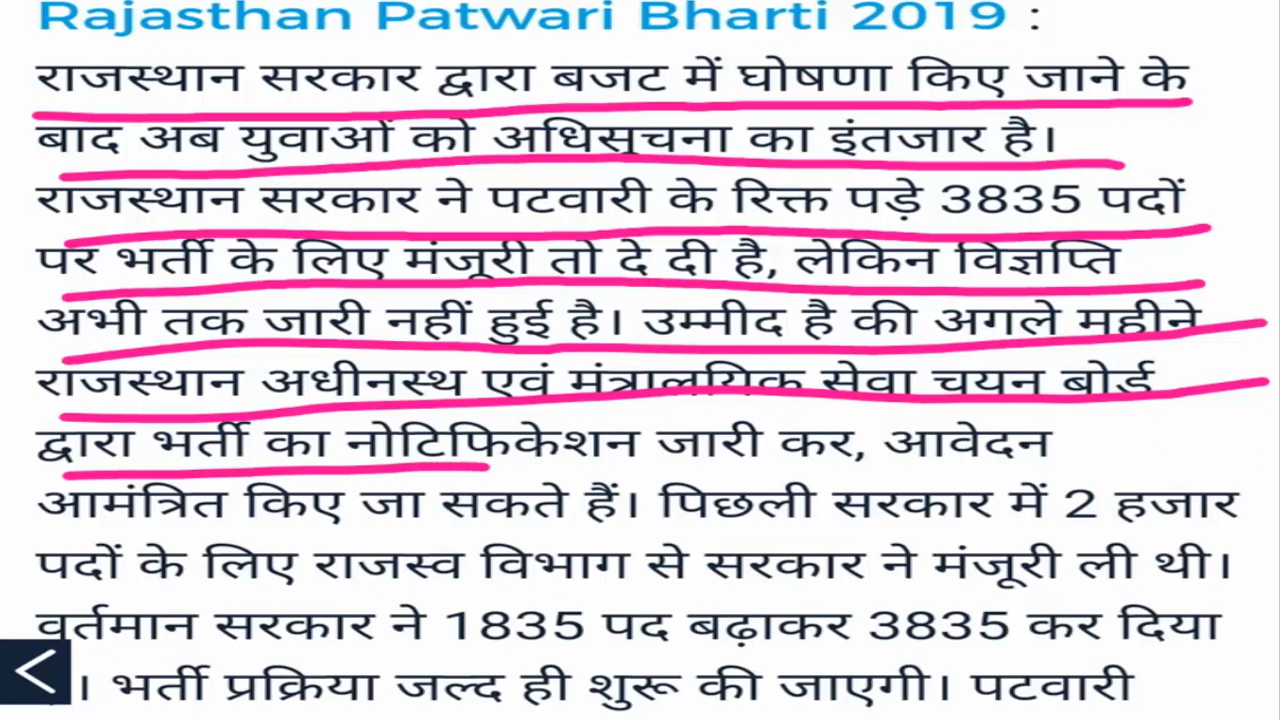 Rajasthan Patwari Bharti 2019 :
राजस्थान सरकार द्वारा बजट में घोषणा किए जाने के
बाद अब युवाओं को अधिसूचना का इंतजार है।
राजस्थान सरकार ने पटवारी के रिक्त पड़े 3835 पदों
पर भर्ती के लिए मंजूरी तो दे दी है, लेकिन विज्ञप्ति
अभी तक जारी नहीं हुई है। उम्मीद है की अगले महीने
राजस्थान अधीनस्थ एवं मंत्रालयिक सेवा चयन बोर्ड
द्वारा भर्ती का नोटिफिकेशन जारी कर, आवेदन
आमंत्रित किए जा सकते हैं। पिछली सरकार में 2 हजार
पदों के लिए राजस्व विभाग से सरकार ने मंजूरी ली थी।
वर्तमान सरकार ने 1835 पद बढ़ाकर 3835 कर दिया
। भर्ती प्रक्रिया जल्द ही शुरू की जाएगी। पटवारी